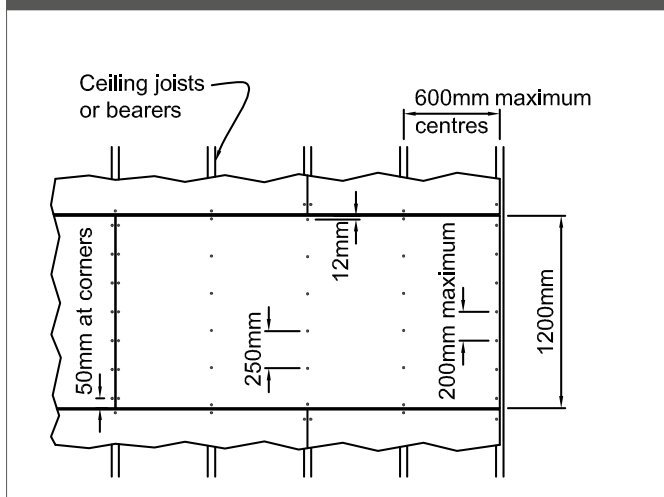 Ceiling joists
or bearers
600mm maximum
centres
12mm
50mm at corners
250mm
200mm maximum
1200mm